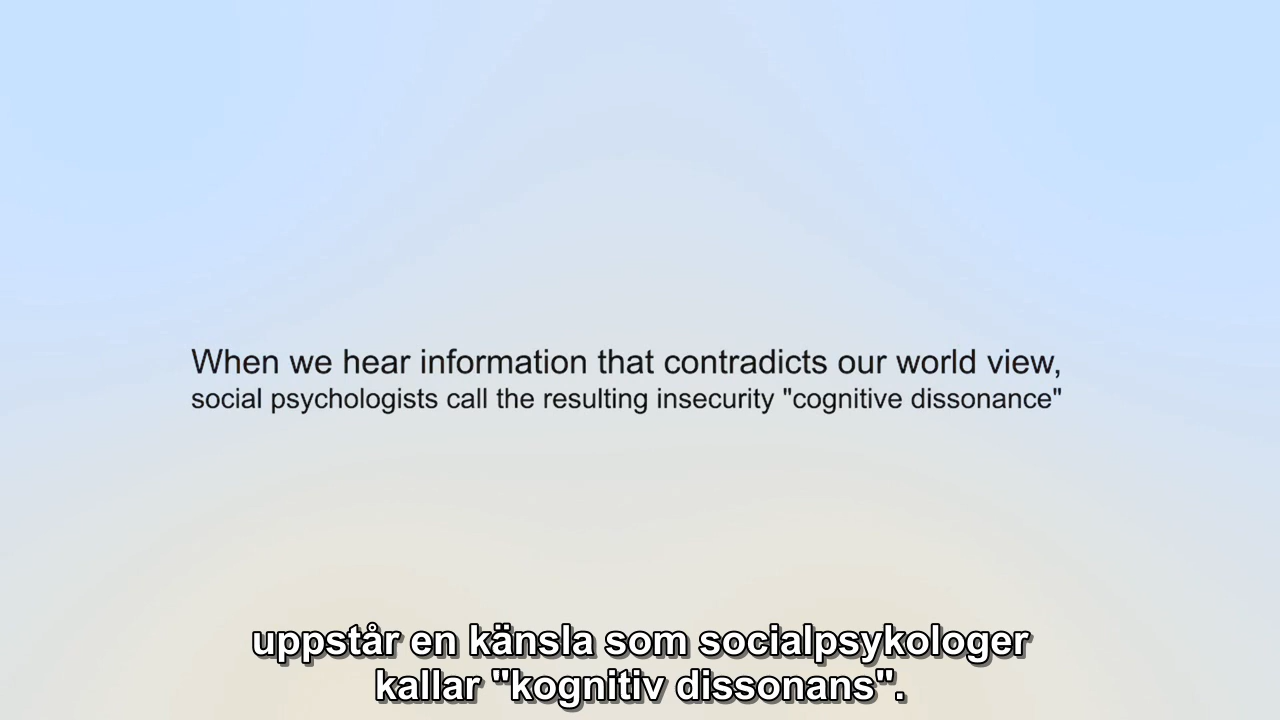 When we hear information that contradicts our world view,
social psychologists call the resulting insecurity "cognitive dissonance"
uppstår en känsla som socialpsykologer
kallar "kognitiv dissonans".